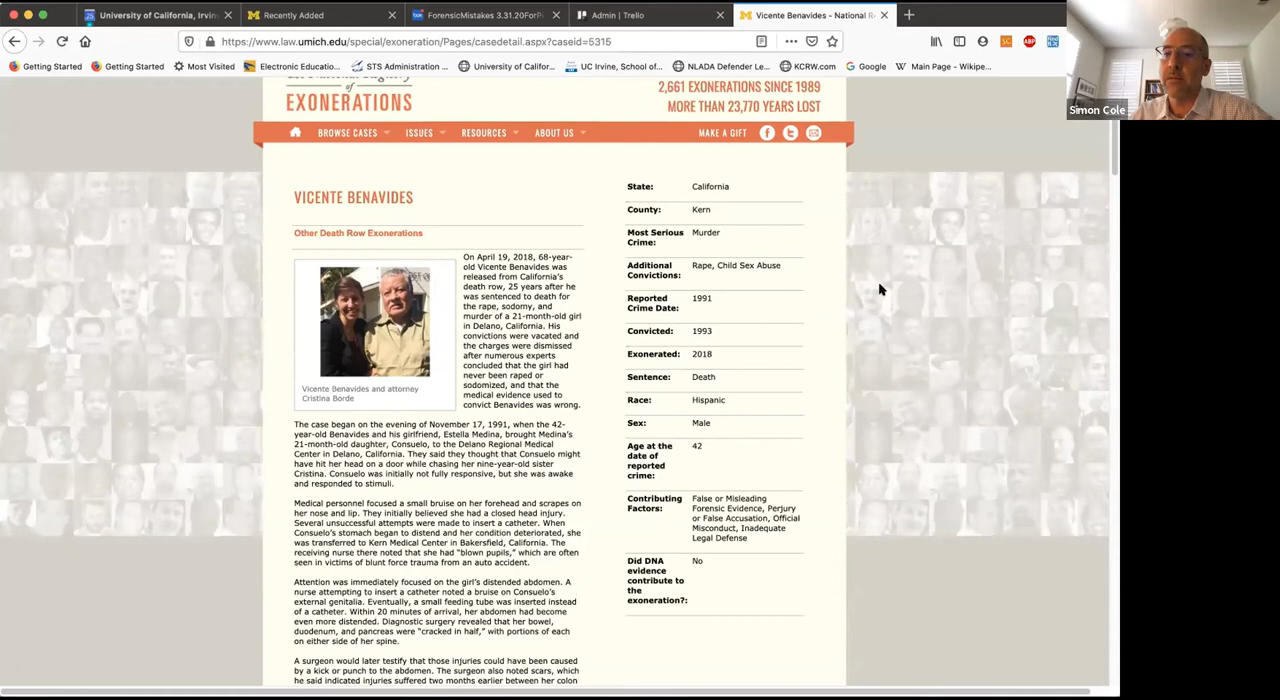 University of California, Irvin
Recently Added
ForensicMistakes 3.31.20ForP
Admin | Trello
Vicente Benavides - National R
https://www.law.umich.edu/special/exoneration/Pages/casedetail.aspx?caseid=5315
Getting Started
Getting Started
Most Visited
Electronic Educatio...
STS Administration ...
University of Califor...
UC Irvine, School of...
NLADA Defender Le...
KCRW.com
Google
Main Page - Wikipe...
Simon Cole
of
EXONERATIONS
2,661 EXONERATIONS SINCE 1989
MORE THAN 23,770 YEARS LOST
BROWSE CASES
ISSUES
RESOURCES
ABOUT US
MAKE A GIFT
VICENTE BENAVIDES
Other Death Row Exonerations
On April 19, 2018, 68-year-
old Vicente Benavides was
released from California's
death row, 25 years after he
was sentenced to death for
the rape, sodomy, and
murder of a 21-month-old girl
in Delano, California. His
convictions were vacated and
the charges were dismissed
after numerous experts
concluded that the girl had
never been raped or
sodomized, and that the
medical evidence used to
convict Benavides was wrong.
Vicente Benavides and attorney
Cristina Borde
The case began on the evening of November 17, 1991, when the 42-
year-old Benavides and his girlfriend, Estella Medina, brought Medina's
21-month-old daughter, Consuelo, to the Delano Regional Medical
Center in Delano, California. They said they thought that Consuelo might
have hit her head on a door while chasing her nine-year-old sister
Cristina. Consuelo was initially not fully responsive, but she was awake
and responded to stimuli.
Medical personnel focused a small bruise on her forehead and scrapes on
her nose and lip. They initially believed she had a closed head injury.
Several unsuccessful attempts were made to insert a catheter. When
Consuelo's stomach began to distend and her condition deteriorated, she
was transferred to Kern Medical Center in Bakersfield, California. The
receiving nurse there noted that she had "blown pupils," which are often
seen in victims of blunt force trauma from an auto accident.
Attention was immediately focused on the girl's distended abdomen. A
nurse attempting to insert a catheter noted a bruise on Consuelo's
external genitalia. Eventually, a small feeding tube was inserted instead
of a catheter. Within 20 minutes of arrival, her abdomen had become
even more distended. Diagnostic surgery revealed that her bowel,
duodenum, and pancreas were "cracked in half," with portions of each
on either side of her spine.
A surgeon would later testify that those injuries could have been caused
by a kick or punch to the abdomen. The surgeon also noted scars, which
he said indicated injuries suffered two months earlier between her colon
State: California
County: Kern
Most Serious Crime: Murder
Additional Convictions: Rape, Child Sex Abuse
Reported Crime Date: 1991
Convicted: 1993
Exonerated: 2018
Sentence: Death
Race: Hispanic
Sex: Male
Age at the date of reported crime: 42
Contributing Factors: False or Misleading
Forensic Evidence, Perjury
or False Accusation, Official
Misconduct, Inadequate
Legal Defense
Did DNA evidence contribute to the exoneration?: No